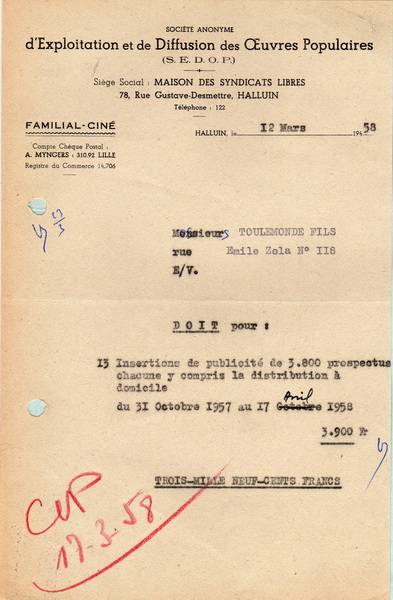 SOCIÉTÉ ANONYME
d'Exploitation et de Diffusion des Œuvres Populaires
(S. E. D. O. P.)
Siège Social : MAISON DES SYNDICATS LIBRES
78, Rue Gustave-Desmettre, HALLUIN
Téléphone : 122
FAMILIAL-CINÉ
HALLUIN, le 12 Mars 1958
Compte Chèque Postal :
A. MYNGERS : 310.92 LILLE
Registre du Commerce 14.706
Messieurs TOULEMONDE FILS
rue Emile Zola N° 118
E/V.
D O I T pour :
13 Insertions de publicité de 3.800 prospectus
chacune y compris la distribution à
domicile
Avril
du 31 Octobre 1957 au 17 Octobre 1958
3.900 Fr
TROIS-MILLE NEUF-CENTS FRANCS
CCP
17-3-58